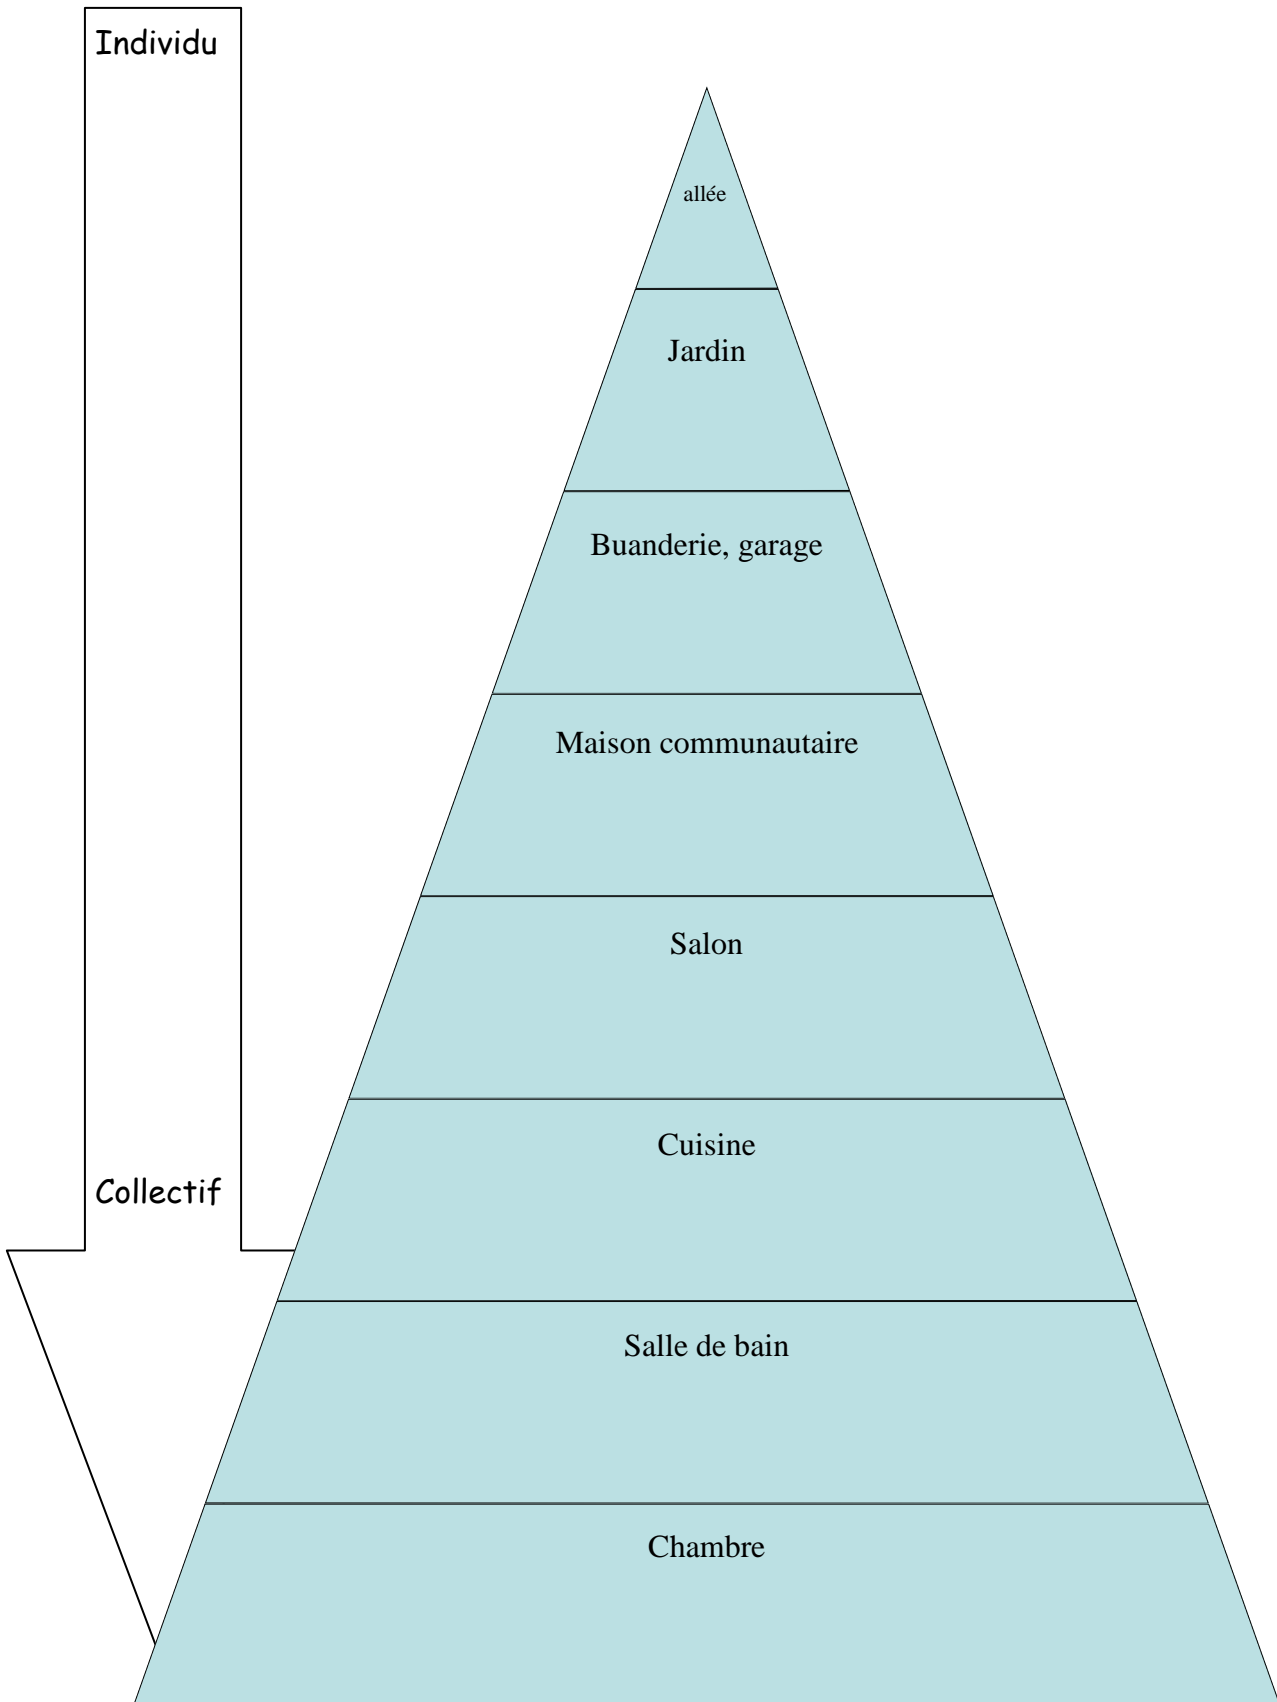 Individu
allée
Jardin
Buanderie, garage
Maison communautaire
Salon
Cuisine
Collectif
Salle de bain
Chambre